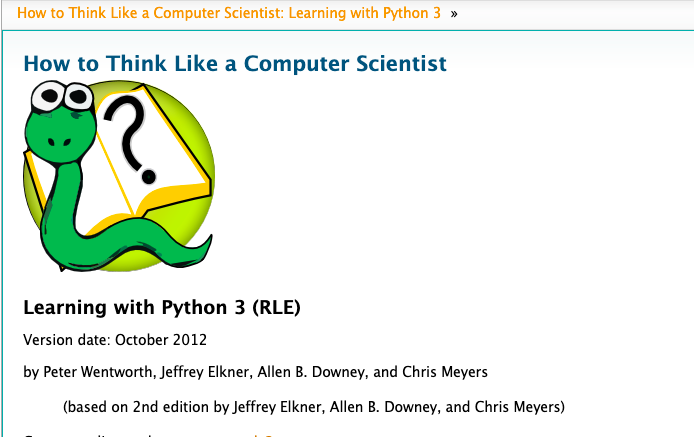 How to Think Like a Computer Scientist: Learning with Python 3 »
How to Think Like a Computer Scientist
?
Learning with Python 3 (RLE)
Version date: October 2012
by Peter Wentworth, Jeffrey Elkner, Allen B. Downey, and Chris Meyers
(based on 2nd edition by Jeffrey Elkner, Allen B. Downey, and Chris Meyers)